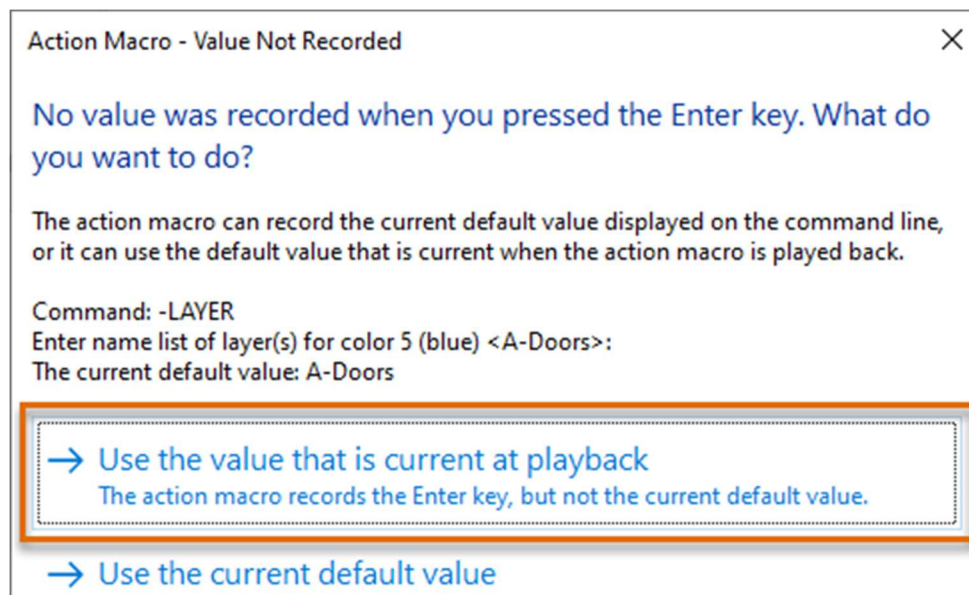 Action Macro - Value Not Recorded
No value was recorded when you pressed the Enter key. What do
you want to do?
The action macro can record the current default value displayed on the command line,
or it can use the default value that is current when the action macro is played back.
Command: -LAYER
Enter name list of layer(s) for color 5 (blue) <A-Doors>:
The current default value: A-Doors
Use the value that is current at playback
The action macro records the Enter key, but not the current default value.
Use the current default value